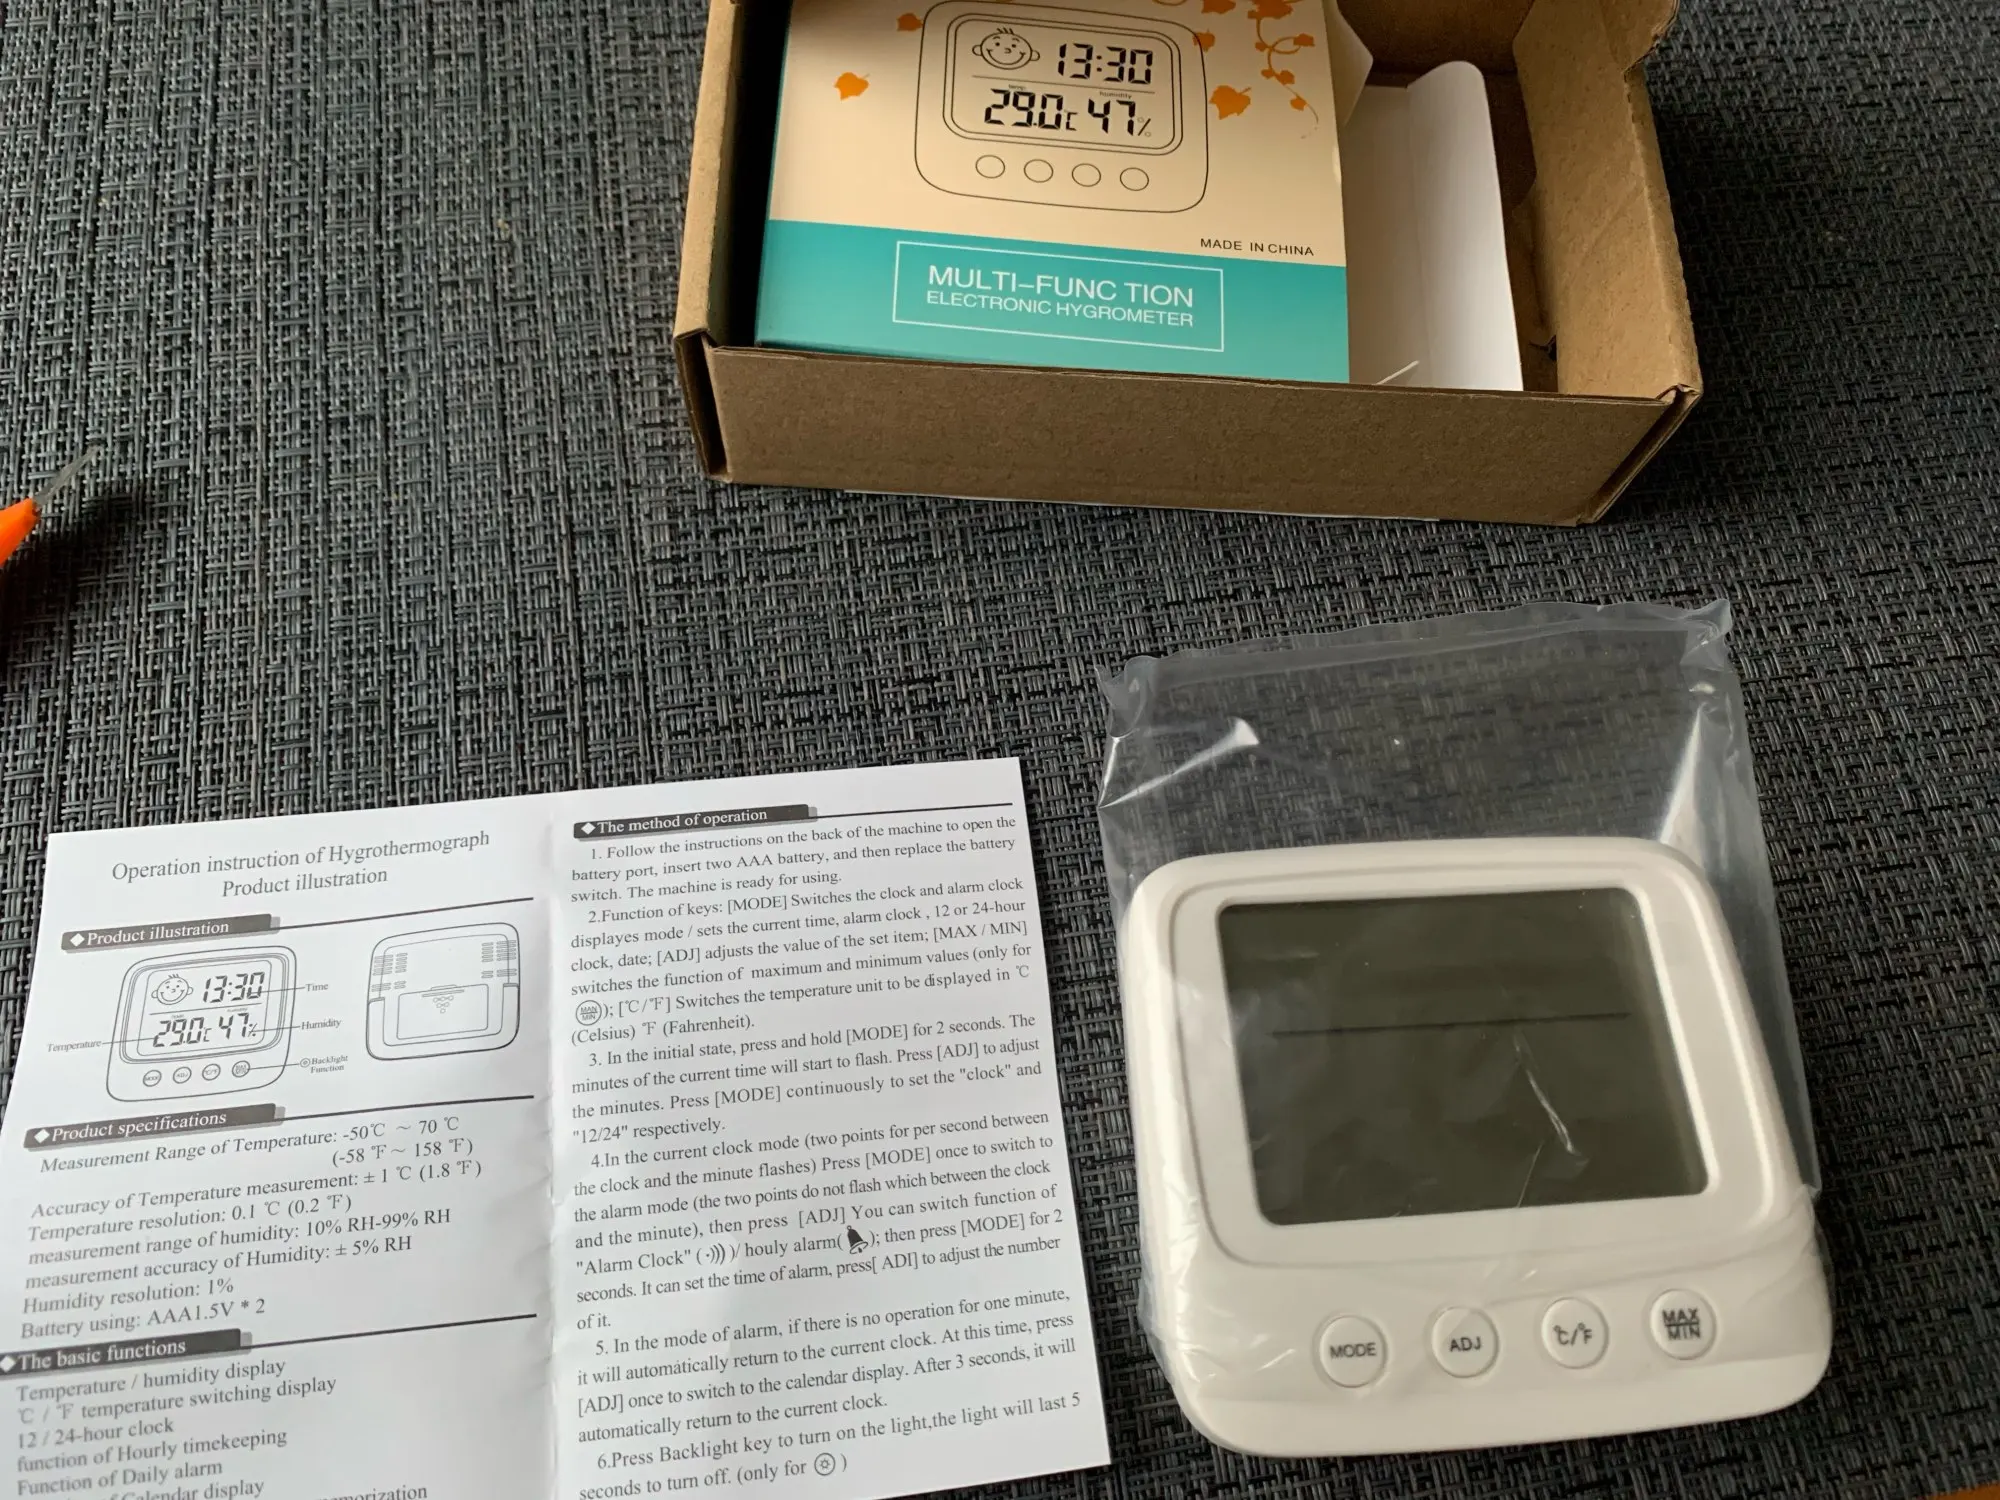 13:30
temp
humidity
29.0c 47%
MADE IN CHINA
MULTI-FUNC TION
ELECTRONIC HYGROMETER
Operation instruction of Hygrothermograph
Product illustration
◆Product illustration
13:30
Time
29.0c 47%
Humidity
Temperature
Backlight
Function
MODE
ADJ
℃/℉
◆Product specifications
Measurement Range of Temperature: -50℃ ~ 70 ℃
(-58 ℉ ~ 158 ℉)
Accuracy of Temperature measurement: ± 1 ℃ (1.8 ℉)
Temperature resolution: 0.1 ℃ (0.2 ℉)
measurement range of humidity: 10% RH-99% RH
measurement accuracy of Humidity: ± 5% RH
Humidity resolution: 1%
Battery using: AAA1.5V * 2
◆The basic functions
Temperature / humidity display
℃ / ℉ temperature switching display
12 / 24-hour clock
function of Hourly timekeeping
Function of Daily alarm
of Calendar display
◆The method of operation
1. Follow the instructions on the back of the machine to open the
battery port, insert two AAA battery, and then replace the battery
switch. The machine is ready for using.
2.Function of keys: [MODE] Switches the clock and alarm clock
displayes mode / sets the current time, alarm clock , 12 or 24-hour
clock, date; [ADJ] adjusts the value of the set item; [MAX / MIN]
switches the function of maximum and minimum values (only for
MAX
MIN
); [℃/℉] Switches the temperature unit to be displayed in ℃
(Celsius) ℉ (Fahrenheit).
3. In the initial state, press and hold [MODE] for 2 seconds. The
minutes of the current time will start to flash. Press [ADJ] to adjust
the minutes. Press [MODE] continuously to set the "clock" and
"12/24" respectively.
4.In the current clock mode (two points for per second between
the clock and the minute flashes) Press [MODE] once to switch to
the alarm mode (the two points do not flash which between the clock
and the minute), then press [ADJ] You can switch function of
"Alarm Clock" (·)))/ houly alarm( ); then press [MODE] for 2
seconds. It can set the time of alarm, press[ ADI] to adjust the number
of it.
5. In the mode of alarm, if there is no operation for one minute,
it will automatically return to the current clock. At this time, press
[ADJ] once to switch to the calendar display. After 3 seconds, it will
automatically return to the current clock.
6.Press Backlight key to turn on the light,the light will last 5
seconds to turn off. (only for )
MODE
ADJ
℃/℉
MAX
MIN